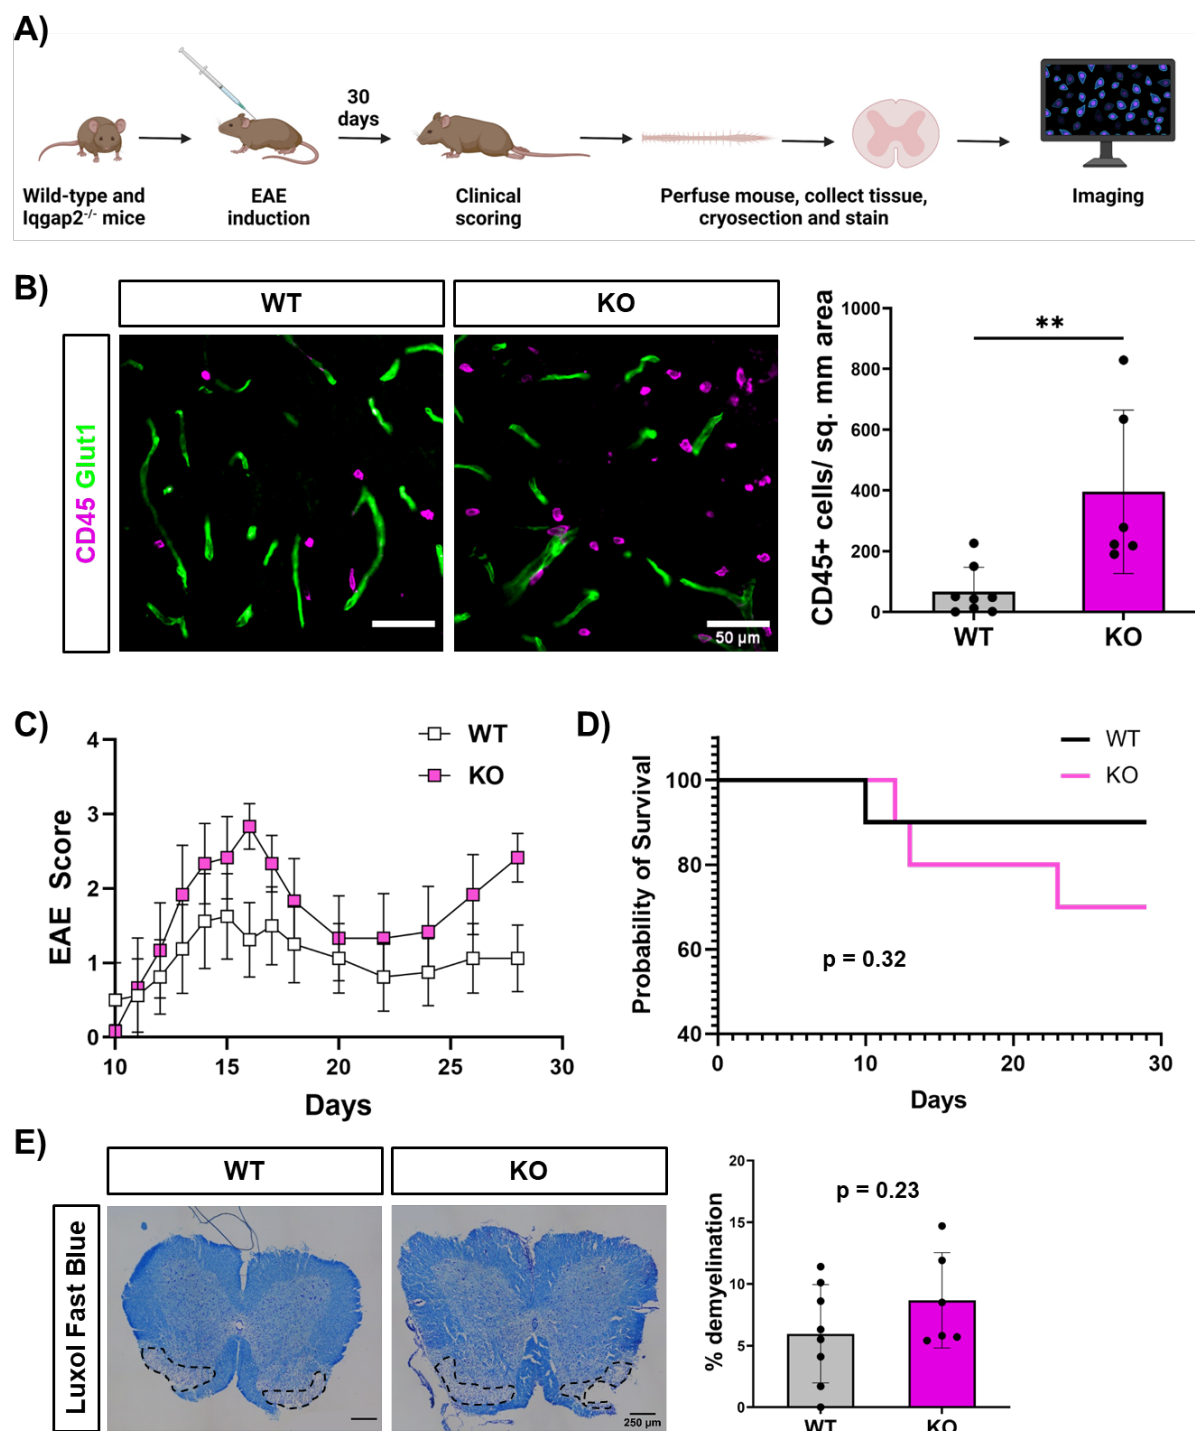 A)
30
days
Wild-type and
Iqgap2-/- mice
EAE
induction
Clinical
scoring
Perfuse mouse, collect tissue,
cryosection and stain
Imaging
B)
WT
KO
CD45 Glut1
50 µm
CD45+ cells/ sq. mm area
1000
800
600
400
200
0
**
WT
KO
C)
EAE Score
4
3
2
1
0
WT
KO
10
15
20
25
30
Days
D)
Probability of Survival
100
80
60
40
WT
KO
p = 0.32
0
10
20
30
Days
E)
WT
KO
Luxol Fast Blue
250 µm
% demyelination
20
15
10
5
0
p = 0.23
WT
KO